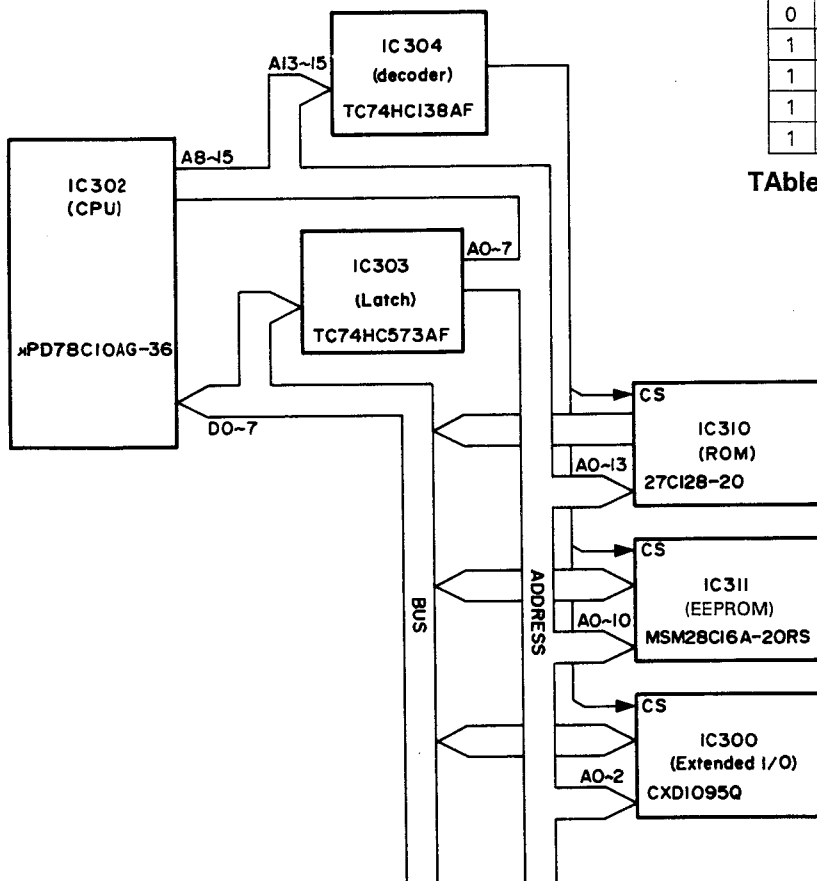 0
1
1
1
1
TAble
IC304
(decoder)
TC74HC138AF
A13~15
A8~15
IC302
(CPU)
μPD78C10AG-36
A0~7
IC303
(Latch)
TC74HC573AF
D0~7
CS
IC310
(ROM)
27C128-20
A0~13
CS
IC311
(EEPROM)
MSM28C16A-20RS
A0~10
BUS
ADDRESS
CS
IC300
(Extended I/O)
CXD1095Q
A0~2